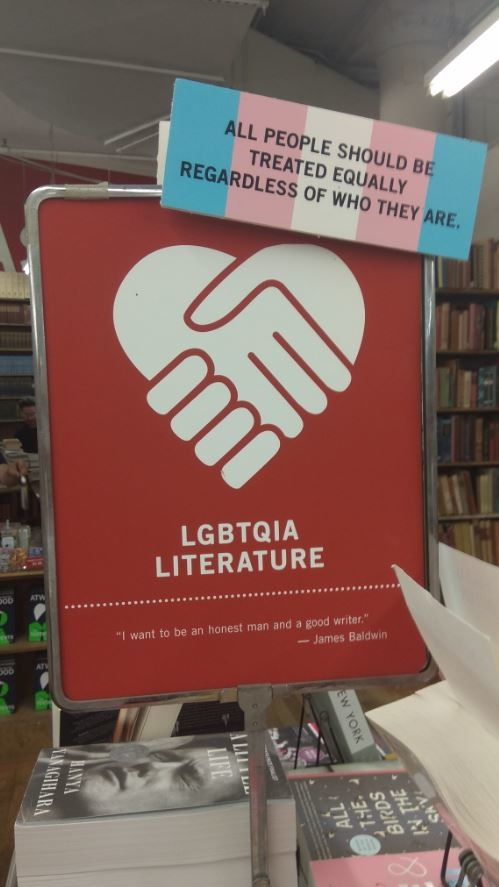 ALL PEOPLE SHOULD BE
TREATED EQUALLY
REGARDLESS OF WHO THEY ARE.
LGBTQIA
LITERATURE
"I want to be an honest man and a good writer."
— James Baldwin
HANYA
YANAGIHARA
LIFE
EW YORK
ALL
THE
BIRDS
IN THE
&